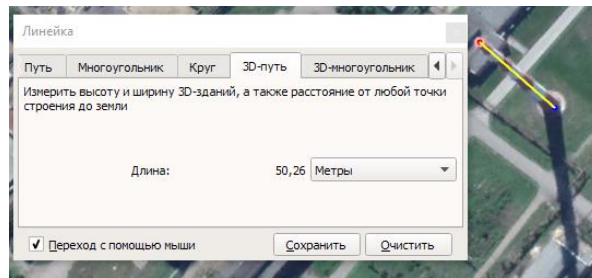 Линейка
Путь Многоугольник Круг 3D-путь 3D-многоугольник
Измерить высоту и ширину 3D-зданий, а также расстояние от любой точки
строения до земли
Длина: 50,26 Метры
Переход с помощью мыши Сохранить Очистить